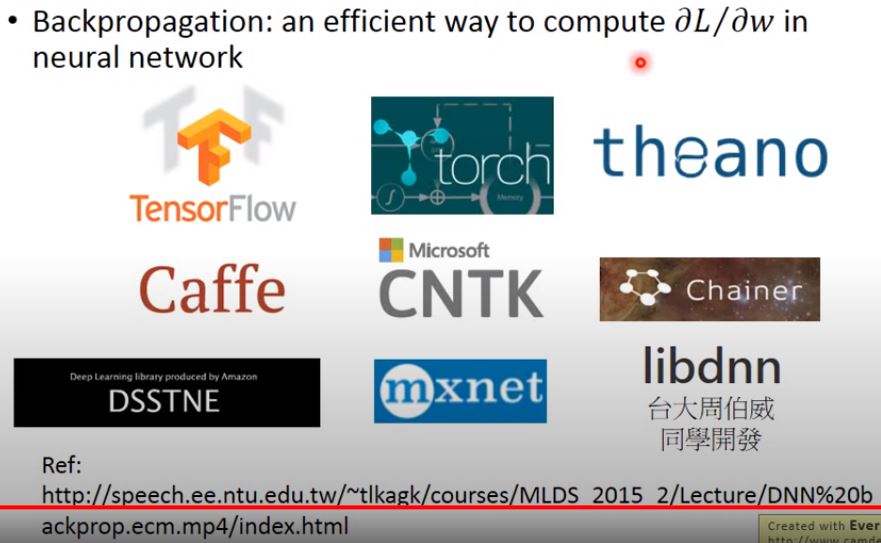 • Backpropagation: an efficient way to compute ∂L/∂w in
neural network
TensorFlow
torch
Memory
theano
Caffe
Microsoft
CNTK
Chainer
Deep Learning library produced by Amazon
DSSTNE
mxnet
libdnn
台大周伯威
同學開發
Ref:
http://speech.ee.ntu.edu.tw/~tlkagk/courses/MLDS_2015_2/Lecture/DNN%20b
ackprop.ecm.mp4/index.html
Created with Ever
http://www.camde